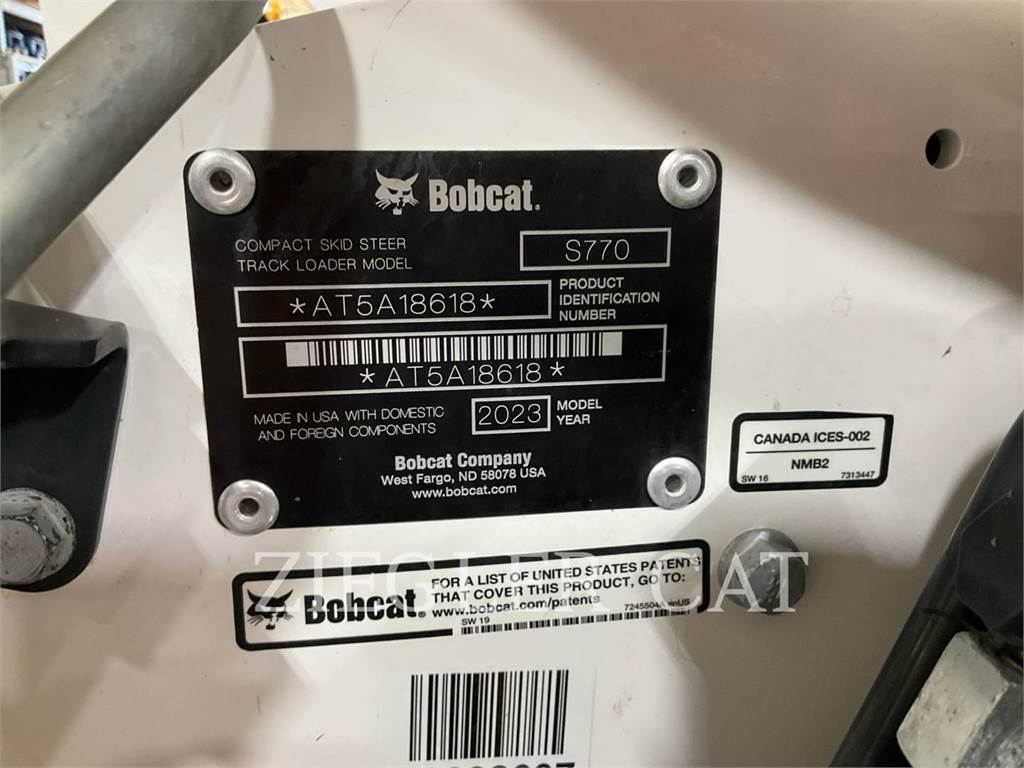 Bobcat.
COMPACT SKID STEER
TRACK LOADER MODEL
S770
*AT5A18618*
PRODUCT
IDENTIFICATION
NUMBER
*AT5A18618*
MADE IN USA WITH DOMESTIC
AND FOREIGN COMPONENTS
2023
MODEL
YEAR
Bobcat Company
West Fargo, ND 58078 USA
www.bobcat.com
CANADA ICES-002
NMB2
SW 16 7313447
ZIEGLER CAT
Bobcat.
FOR A LIST OF UNITED STATES PATENTS
THAT COVER THIS PRODUCT, GO TO:
www.bobcat.com/patents
SW 19